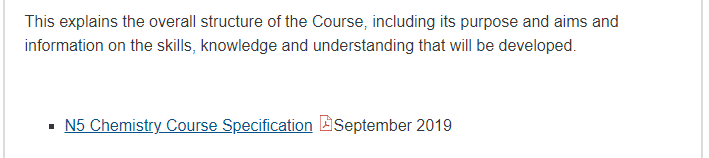 This explains the overall structure of the Course, including its purpose and aims and
information on the skills, knowledge and understanding that will be developed.
▪ N5 Chemistry Course Specification September 2019